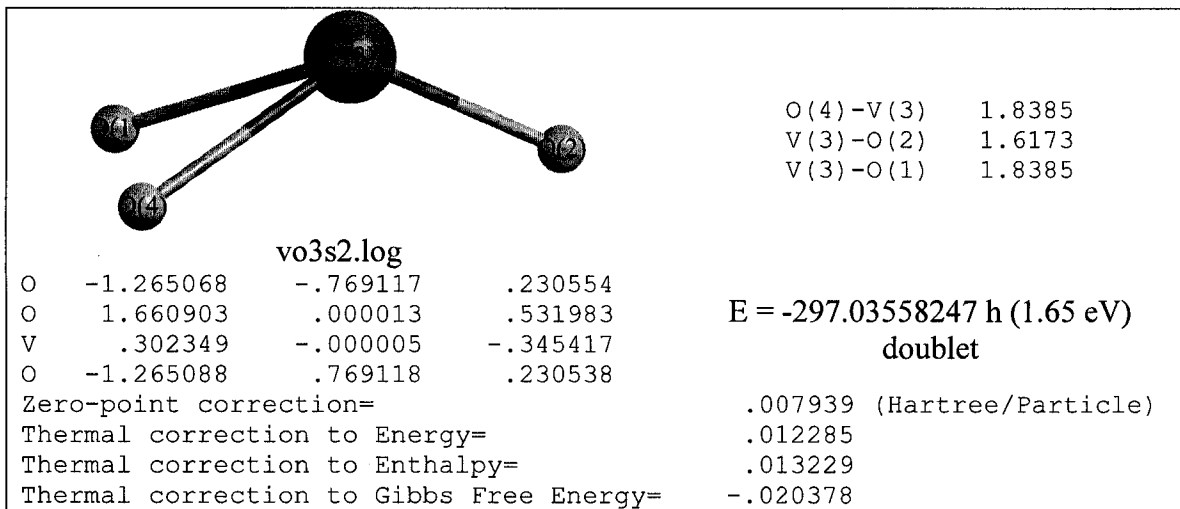 O(1
O(4
O(2
O(4)-V(3) 1.8385
V(3)-O(2) 1.6173
V(3)-O(1) 1.8385
vo3s2.log
O -1.265068 -.769117 .230554
O 1.660903 .000013 .531983
V .302349 -.000005 -.345417
O -1.265088 .769118 .230538
E = -297.03558247 h (1.65 eV)
doublet
Zero-point correction= .007939 (Hartree/Particle)
Thermal correction to Energy= .012285
Thermal correction to Enthalpy= .013229
Thermal correction to Gibbs Free Energy= -.020378